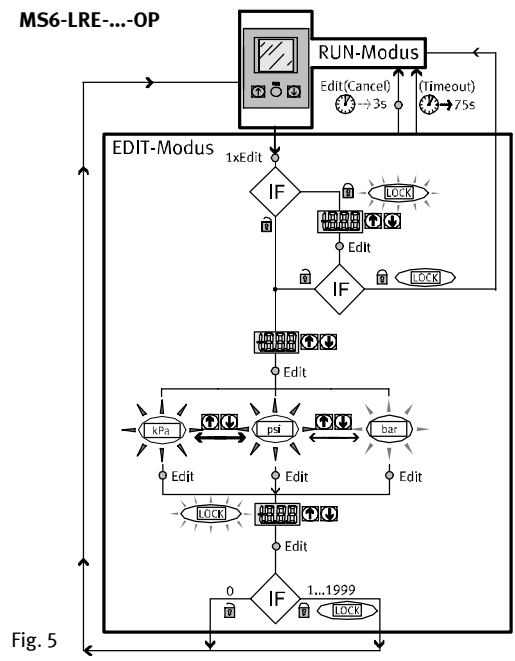 MS6-LRE-...-OP
RUN-Modus
Edit(Cancel)
3s
(Timeout)
75s
EDIT-Modus
1xEdit
IF
LOCK
Edit
IF
LOCK
Edit
kPa
psi
bar
Edit
Edit
Edit
LOCK
Edit
0
IF
1...1999
LOCK
Fig. 5